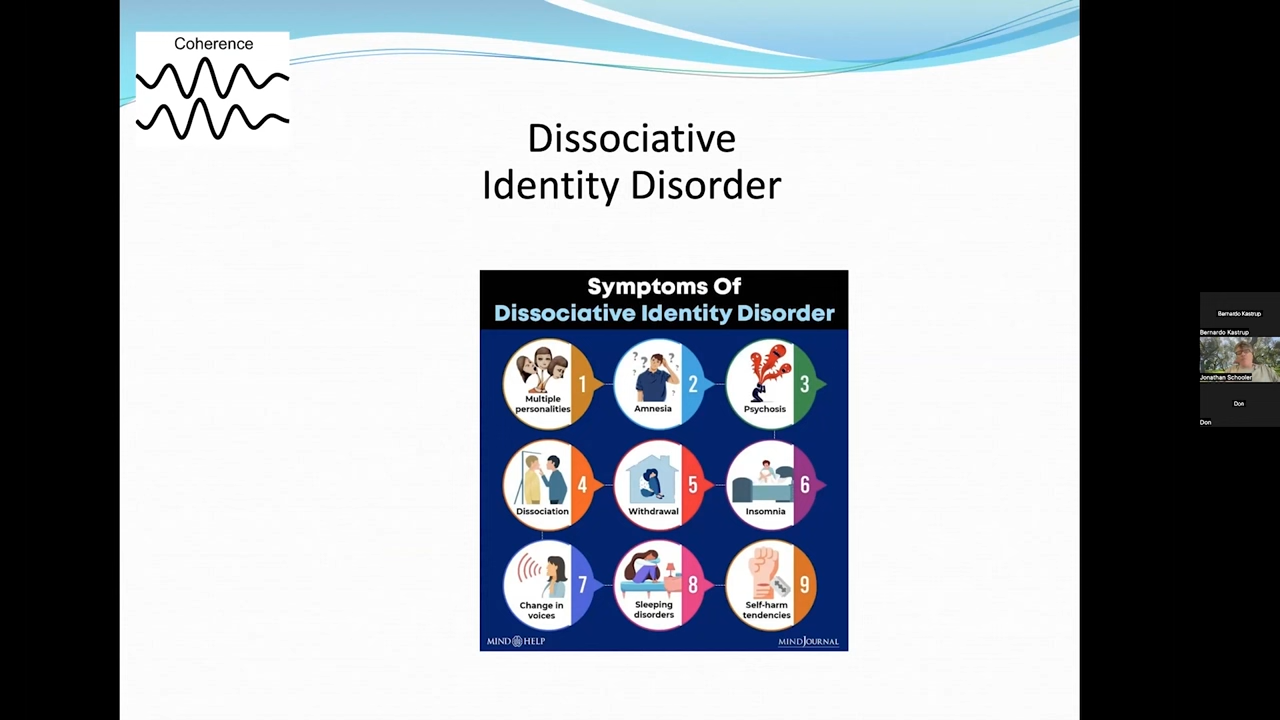 Coherence
Dissociative
Identity Disorder
Symptoms Of
Dissociative Identity Disorder
Multiple
personalities
1
Amnesia
2
Psychosis
3
Dissociation
4
Withdrawal
5
Insomnia
6
Change in
voices
7
Sleeping
disorders
8
Self-harm
tendencies
9
MIND HELP
MINDJOURNAL
Bernardo Kastrup
Bernardo Kastrup
Jonathan Schooler
Don
Don